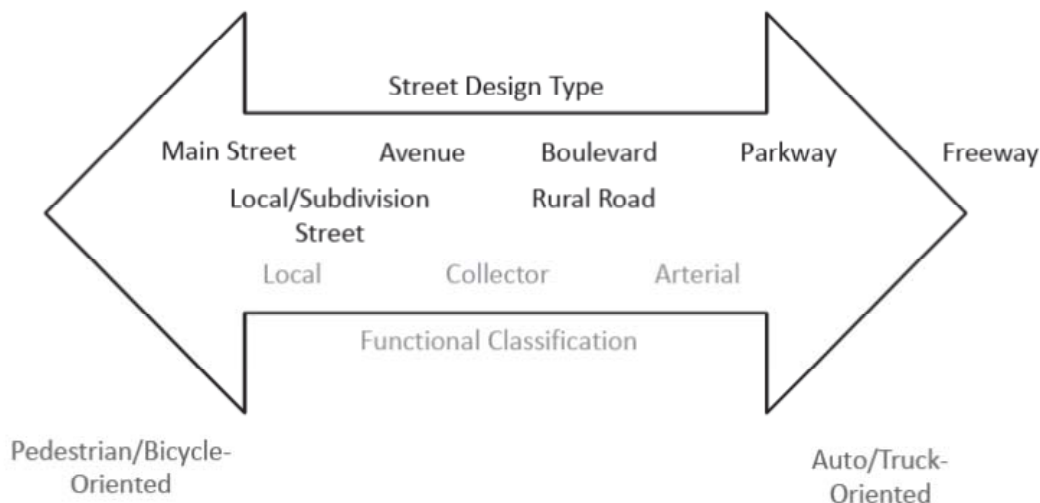 Street Design Type
Main Street Avenue Boulevard Parkway Freeway
Local/Subdivision Rural Road
Street
Local Collector Arterial
Functional Classification
Pedestrian/Bicycle-
Oriented
Auto/Truck-
Oriented